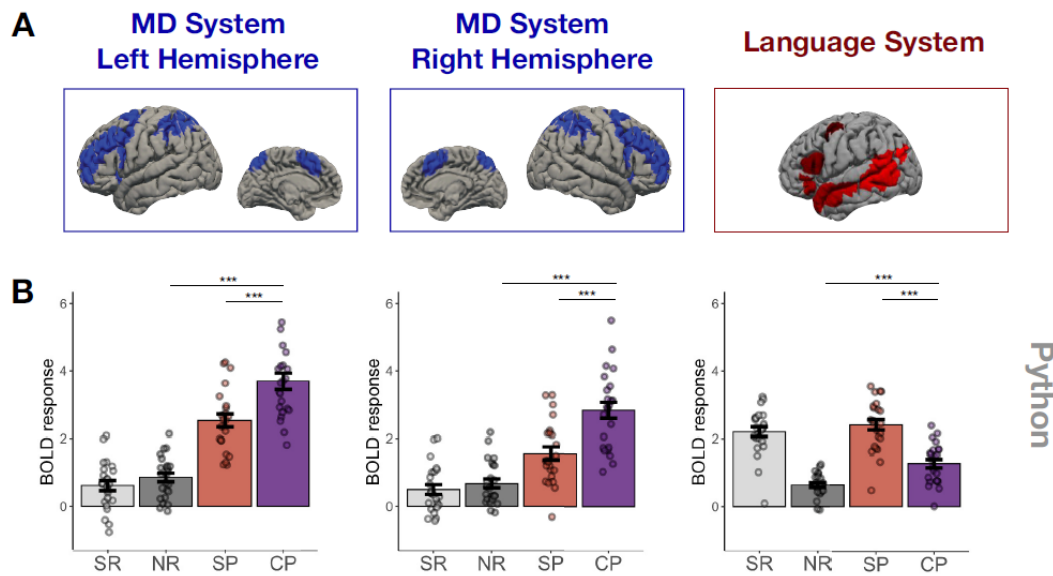 A
MD System
Left Hemisphere
MD System
Right Hemisphere
Language System
B
***
***
6
4
2
0
BOLD response
SR NR SP CP
***
***
6
4
2
0
BOLD response
SR NR SP CP
***
***
6
4
2
0
BOLD response
SR NR SP CP
Python